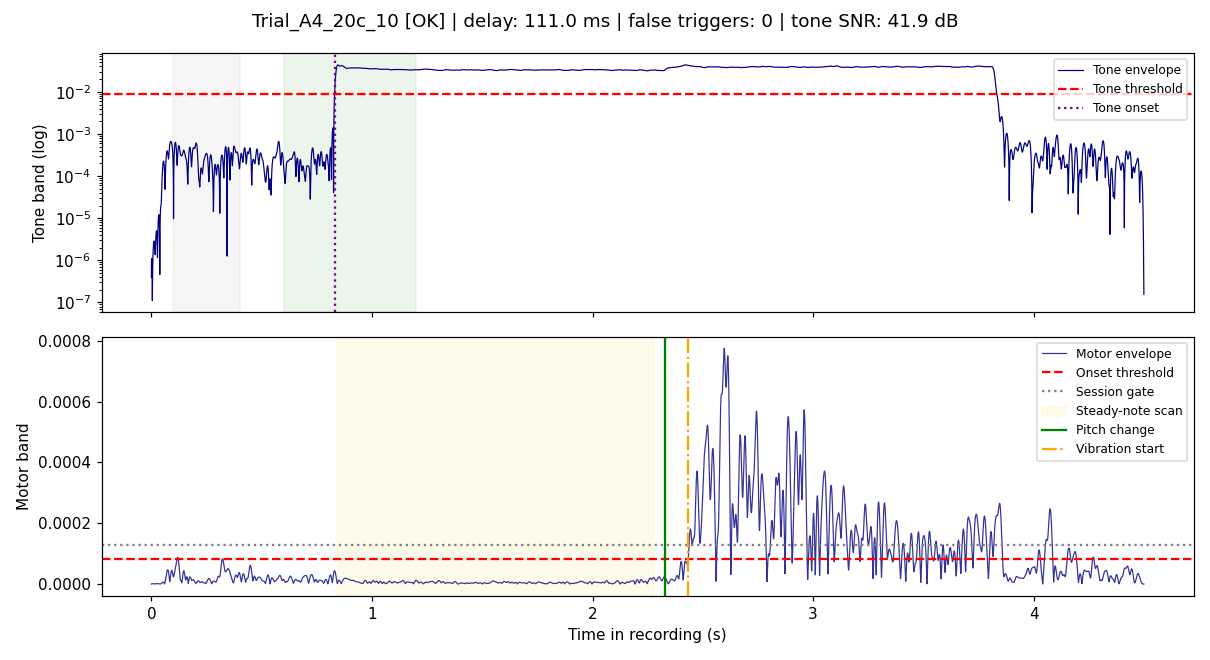 Trial_A4_20c_10 [OK] | delay: 111.0 ms | false triggers: 0 | tone SNR: 41.9 dB
Tone band (log)
10⁻²
10⁻³
10⁻⁴
10⁻⁵
10⁻⁶
10⁻⁷
Tone envelope
Tone threshold
Tone onset
Motor band
0.0008
0.0006
0.0004
0.0002
0.0000
Motor envelope
Onset threshold
Session gate
Steady-note scan
Pitch change
Vibration start
0 1 2 3 4
Time in recording (s)